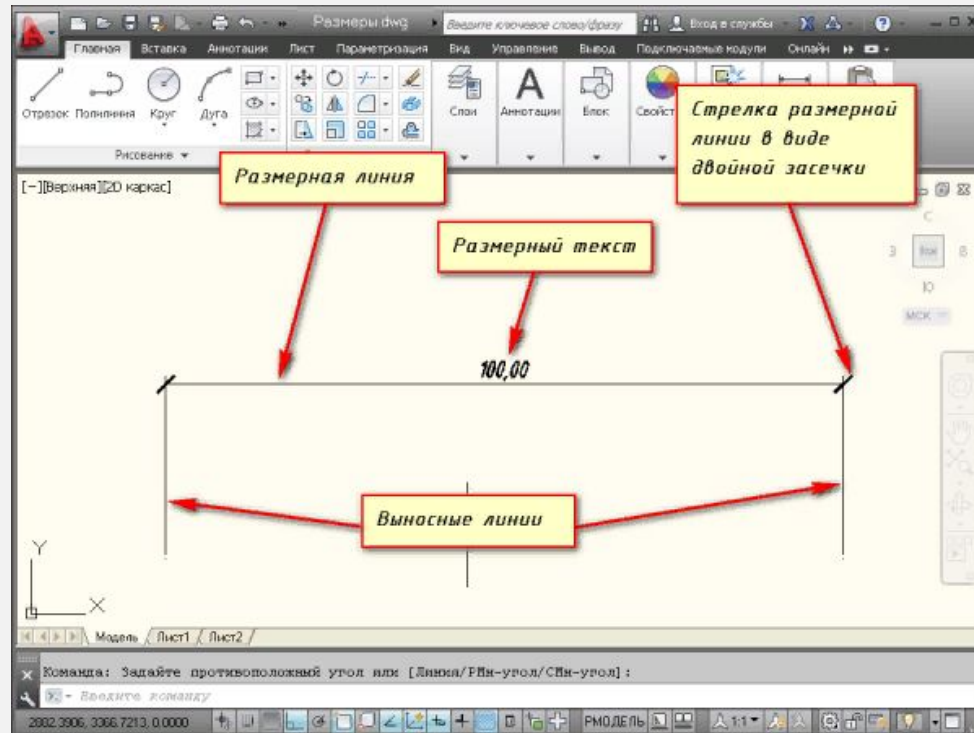 Размеры.dwg
Введите ключевое слово/фразу
Вход в службы
Главная Вставка Аннотации Лист Параметризация Вид Управление Вывод Подключаемые модули Онлайн
Отрезок Полилиния Круг Дуга Слои Аннотации Блок
Рисование
Стрелка размерной
линии в виде
двойной засечки
Размерная линия
[–][Верхняя][2D каркас]
Размерный текст
С
З В
Ю
МСК
100,00
Выносные линии
Y
X
Модель Лист1 Лист2
Команда: Задайте противоположный угол или [Линия/РМн-угол/СМн-угол]:
Введите команду
2882.3906, 3366.7213, 0.0000 РМОДЕЛЬ 1:1